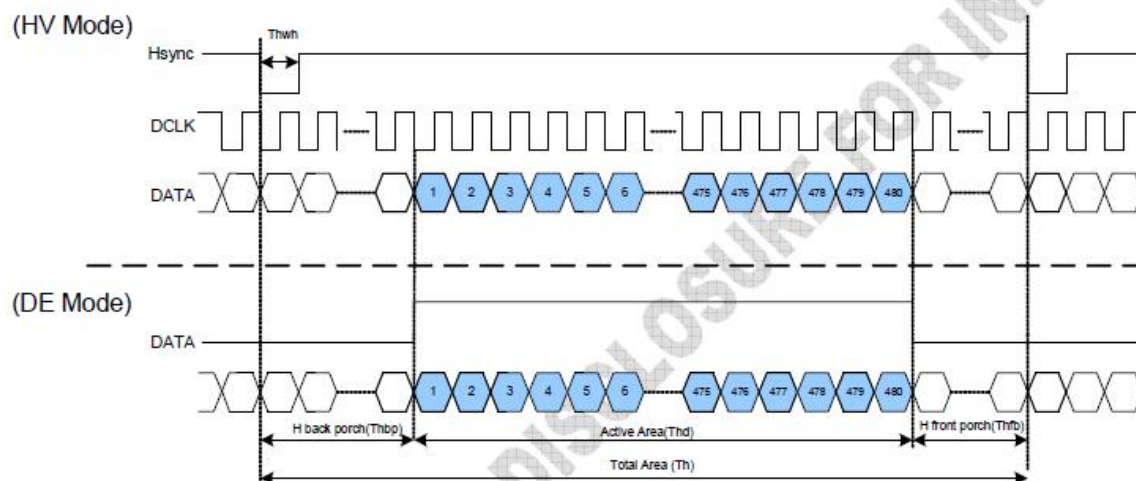 (HV Mode)
Thwh
Hsync
DCLK
DATA
1 2 3 4 5 6 475 476 477 478 479 480
DISCLOSURE FOR
(DE Mode)
DATA
1 2 3 4 5 6 475 476 477 478 479 480
H back porch(Thbp)
Active Area(Thd)
H front porch(Thfb)
Total Area (Th)